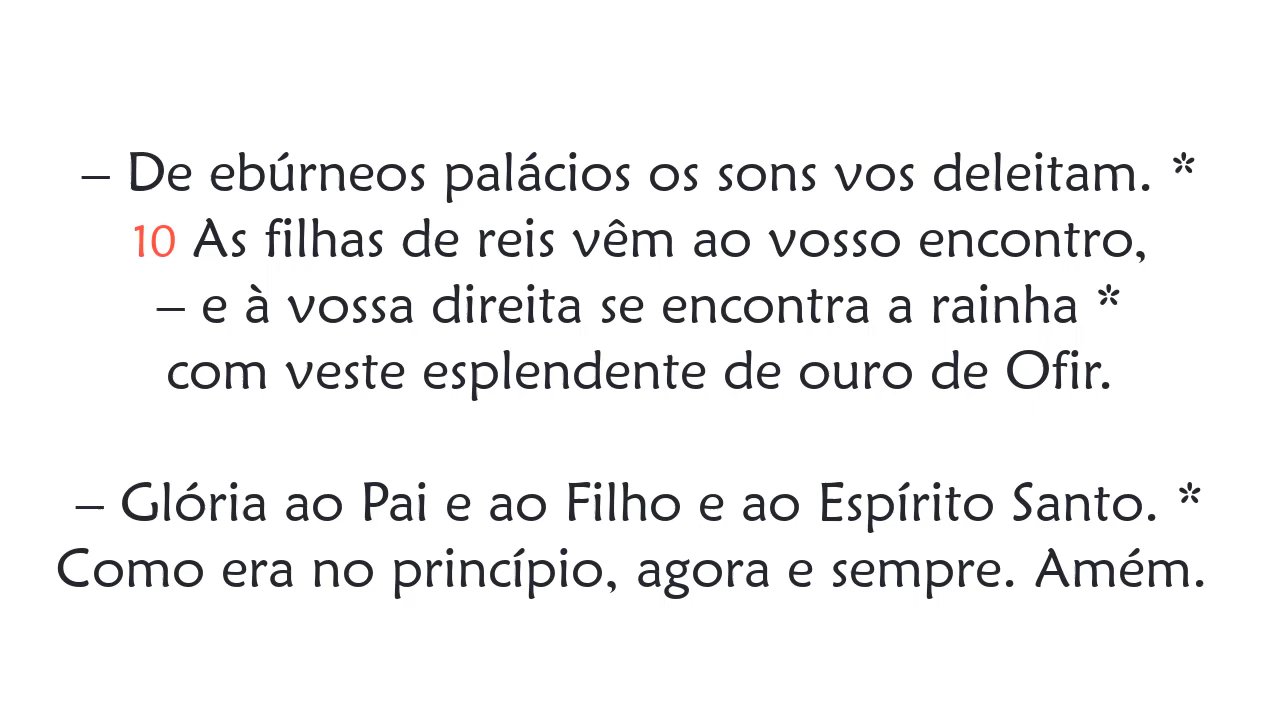 – De ebúrneos palácios os sons vos deleitam. *
10 As filhas de reis vêm ao vosso encontro,
– e à vossa direita se encontra a rainha *
com veste esplendente de ouro de Ofir.
– Glória ao Pai e ao Filho e ao Espírito Santo. *
Como era no princípio, agora e sempre. Amém.